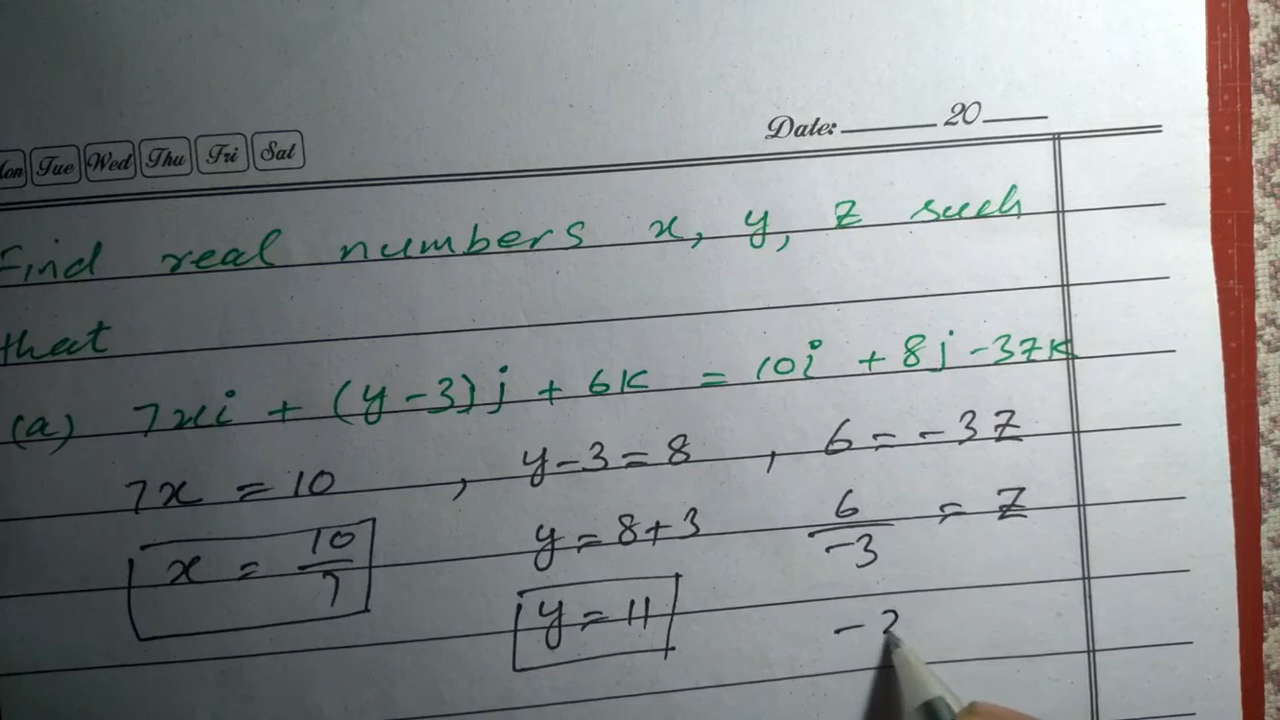 Mon Tue Wed Thu Fri Sat
Date: 20
Find real numbers x, y, z such
that
(a) 7xi + (y-3)j + 6k = 10i + 8j - 3zk
7x = 10 , y-3=8 , 6 = -3z
x = 10/7 y = 8+3 6/-3 = z
y = 11 -2